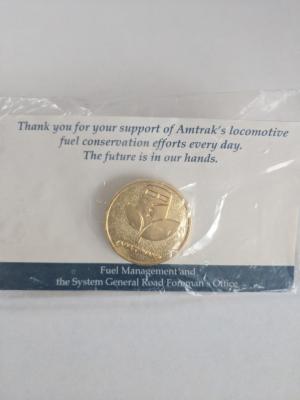 Thank you for your support of Amtrak's locomotive
fuel conservation efforts every day.
The future is in our hands.
Fuel Management and
the System General Road Foreman's Office